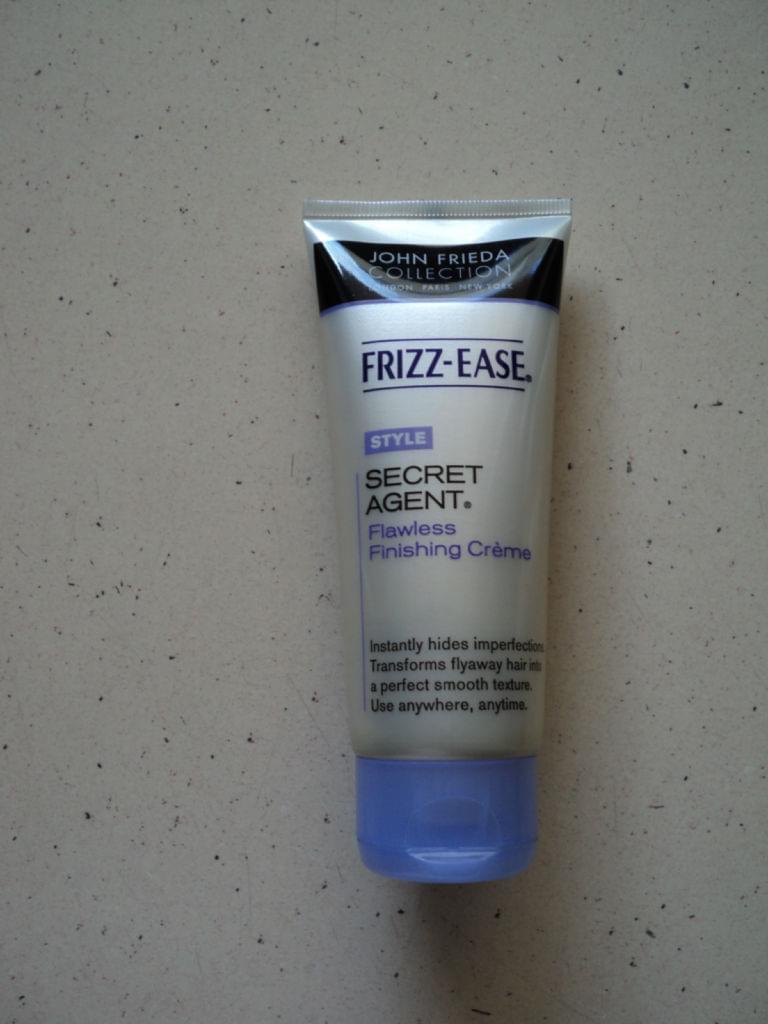 JOHN FRIEDA
COLLECTION
LONDON PARIS NEW YORK
FRIZZ-EASE®
STYLE
SECRET
AGENT®
Flawless
Finishing Crème
Instantly hides imperfections.
Transforms flyaway hair into
a perfect smooth texture.
Use anywhere, anytime.